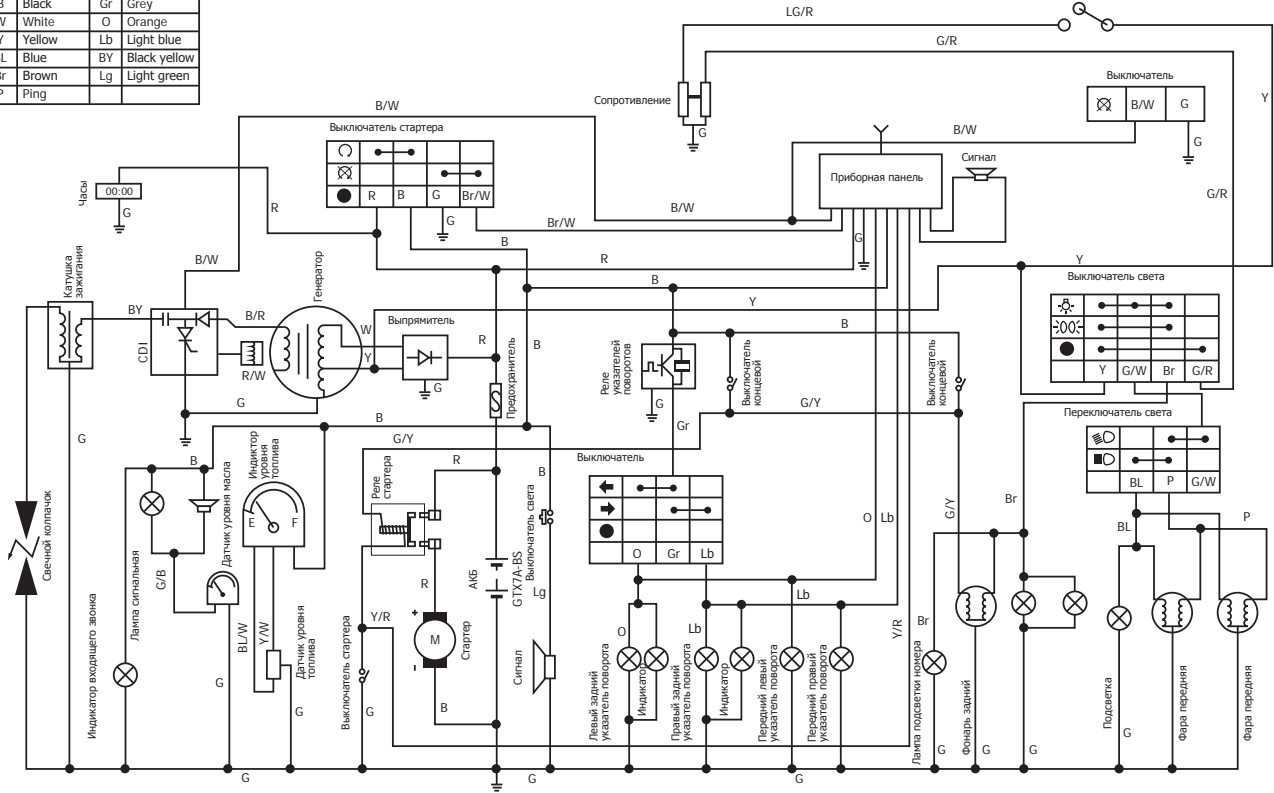 B Black Gr Grey
W White O Orange
Y Yellow Lb Light blue
BL Blue BY Black yellow
Br Brown Lg Light green
P Ping
LG/R
G/R
Y
Сопротивление
G
Выключатель
B/W G
B/W
G
G/R
B/W
Выключатель стартера
R B G Br/W
G
Часы
00:00
G
R
Приборная панель
Сигнал
B/W
Br/W
B
G
R
B
Y
Y
Выключатель света
Y G/W Br G/R
Катушка зажигания
B/W
BY
CDI
B/R
R/W
Генератор
W
Y
Выпрямитель
G
R
Предохранитель
B
Реле указателей поворотов
G
Gr
Выключатель концевой
B
Выключатель концевой
G/Y
G
G
B
G/Y
Переключатель света
BL P G/W
Свечной колпачок
B
Лампа сигнальная
Датчик уровня масла
Индиктор уровня топлива
E F
G/B
BL/W
Y/W
Датчик уровня топлива
G
G
Индикатор входящего звонка
Реле стартера
R
R
Y/R
Выключатель стартера
G
M
+
-
Стартер
B
АКБ
GTX7A-BS
B
Выключатель света
Lg
Сигнал
Выключатель
O Gr Lb
O
Lb
Lb
O
Lb
Y/R
Левый задний указатель поворота
Индикатор
Правый задний указатель поворота
Индикатор
Передний левый указатель поворота
Передний правый указатель поворота
G/Y
Br
Br
Лампа подсветки номера
G
Фонарь задний
G
G
BL
P
Подсветка
G
Фара передняя
Фара передняя
G
G
G